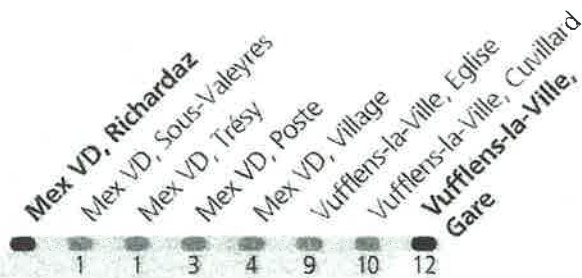 Mex VD, Richardaz
Mex VD, Sous-Valeyres
Mex VD, Trésy
Mex VD, Poste
Mex VD, Village
Vufflens-la-Ville, Eglise
Vufflens-la-Ville, Cuvillard
Vufflens-la-Ville,
Gare
1 1 3 4 9 10 12